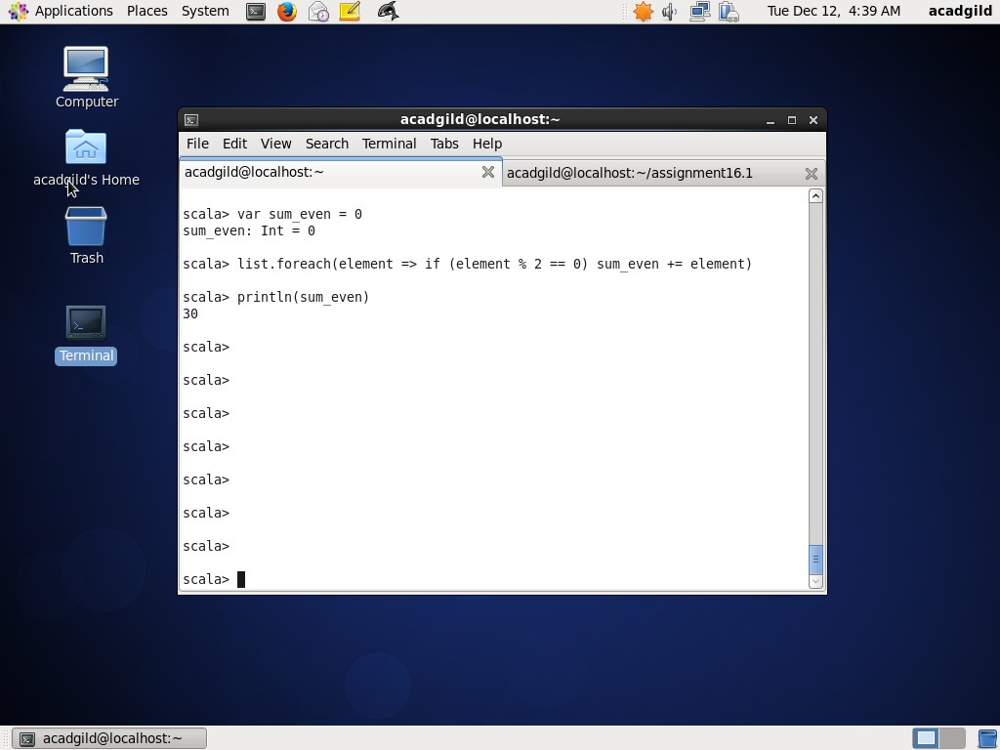 Applications Places System Tue Dec 12, 4:39 AM acadgild
Computer
acadgild's Home
Trash
Terminal
acadgild@localhost:~
File Edit View Search Terminal Tabs Help
acadgild@localhost:~ acadgild@localhost:~/assignment16.1
scala> var sum_even = 0
sum_even: Int = 0
scala> list.foreach(element => if (element % 2 == 0) sum_even += element)
scala> println(sum_even)
30
scala>
scala>
scala>
scala>
scala>
scala>
scala>
scala>
acadgild@localhost:~